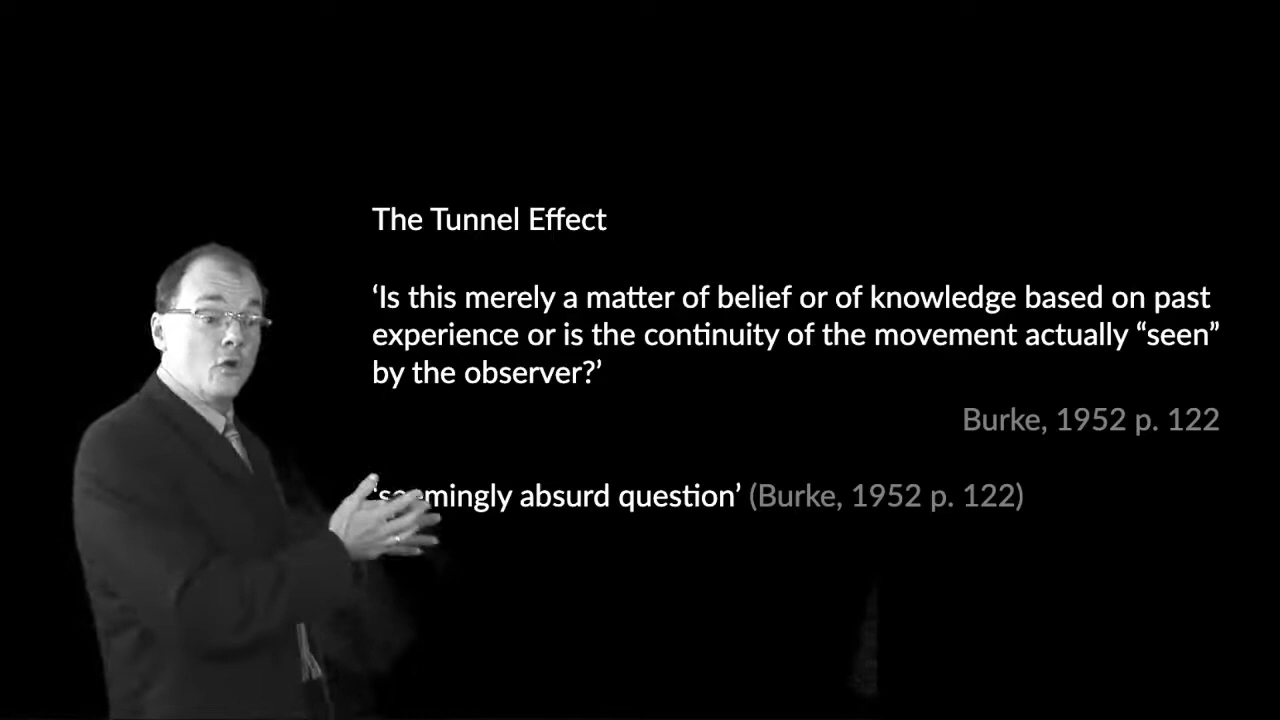 The Tunnel Effect
‘Is this merely a matter of belief or of knowledge based on past
experience or is the continuity of the movement actually “seen”
by the observer?’
Burke, 1952 p. 122
‘seemingly absurd question’ (Burke, 1952 p. 122)